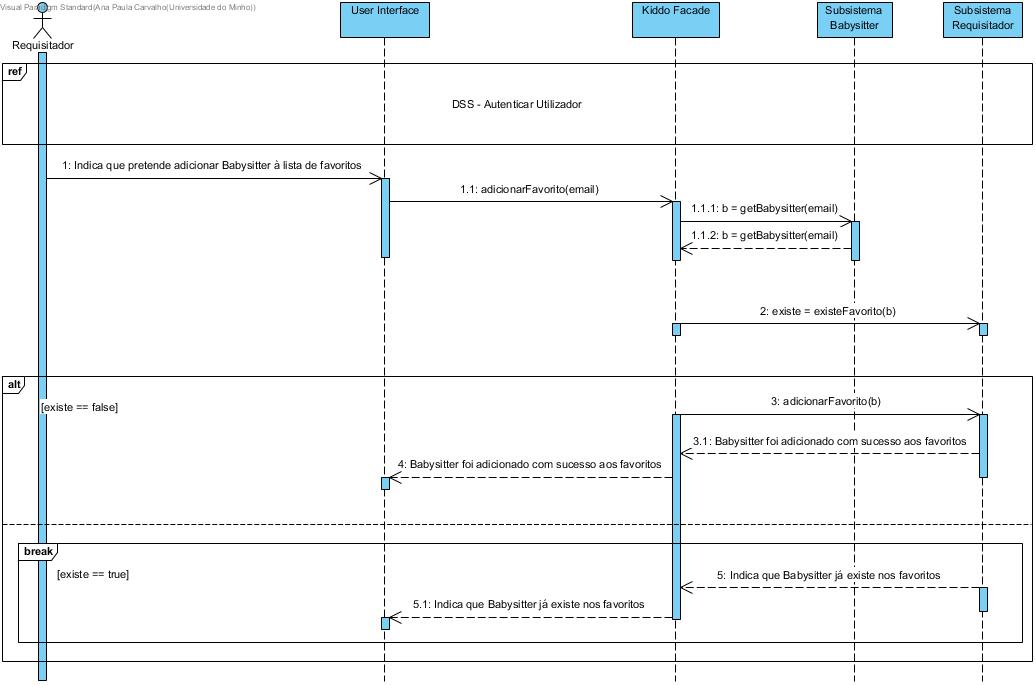 Visual Paradigm Standard(Ana Paula Carvalho(Universidade do Minho))
Requisitador
User Interface
Kiddo Facade
Subsistema
Babysitter
Subsistema
Requisitador
ref
DSS - Autenticar Utilizador
1: Indica que pretende adicionar Babysitter à lista de favoritos
1.1: adicionarFavorito(email)
1.1.1: b = getBabysitter(email)
1.1.2: b = getBabysitter(email)
2: existe = existeFavorito(b)
alt
[existe == false]
3: adicionarFavorito(b)
3.1: Babysitter foi adicionado com sucesso aos favoritos
4: Babysitter foi adicionado com sucesso aos favoritos
break
[existe == true]
5: Indica que Babysitter já existe nos favoritos
5.1: Indica que Babysitter já existe nos favoritos